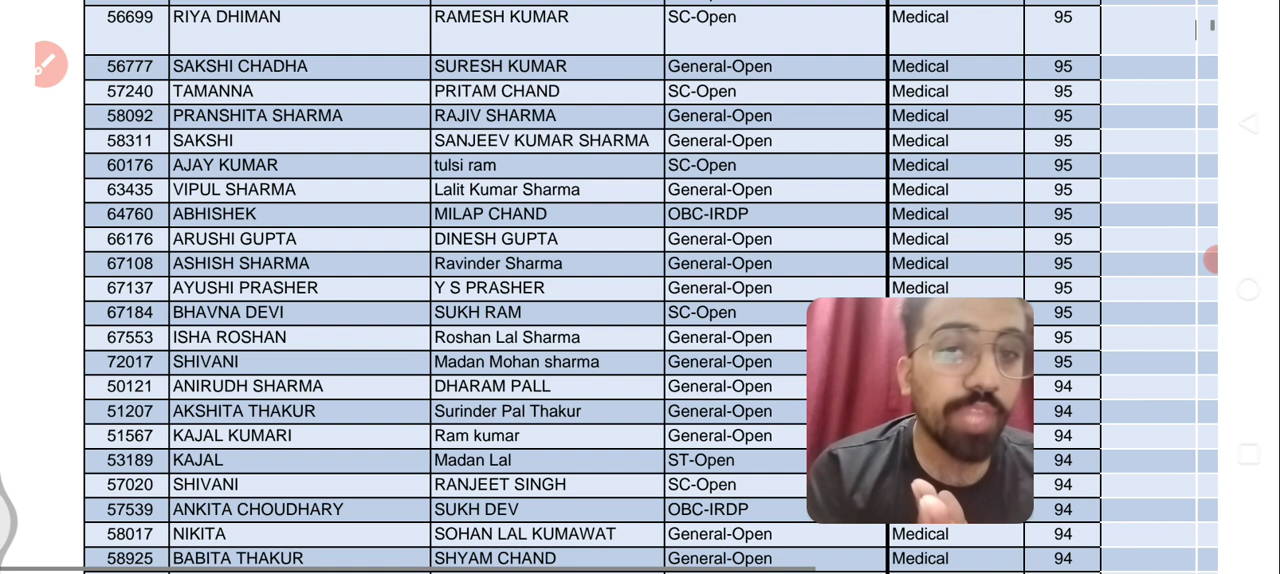 56699 RIYA DHIMAN RAMESH KUMAR SC-Open Medical 95
56777 SAKSHI CHADHA SURESH KUMAR General-Open Medical 95
57240 TAMANNA PRITAM CHAND SC-Open Medical 95
58092 PRANSHITA SHARMA RAJIV SHARMA General-Open Medical 95
58311 SAKSHI SANJEEV KUMAR SHARMA General-Open Medical 95
60176 AJAY KUMAR tulsi ram SC-Open Medical 95
63435 VIPUL SHARMA Lalit Kumar Sharma General-Open Medical 95
64760 ABHISHEK MILAP CHAND OBC-IRDP Medical 95
66176 ARUSHI GUPTA DINESH GUPTA General-Open Medical 95
67108 ASHISH SHARMA Ravinder Sharma General-Open Medical 95
67137 AYUSHI PRASHER Y S PRASHER General-Open Medical 95
67184 BHAVNA DEVI SUKH RAM SC-Open 95
67553 ISHA ROSHAN Roshan Lal Sharma General-Open 95
72017 SHIVANI Madan Mohan sharma General-Open 95
50121 ANIRUDH SHARMA DHARAM PALL General-Open 94
51207 AKSHITA THAKUR Surinder Pal Thakur General-Open 94
51567 KAJAL KUMARI Ram kumar General-Open 94
53189 KAJAL Madan Lal ST-Open 94
57020 SHIVANI RANJEET SINGH SC-Open 94
57539 ANKITA CHOUDHARY SUKH DEV OBC-IRDP 94
58017 NIKITA SOHAN LAL KUMAWAT General-Open Medical 94
58925 BABITA THAKUR SHYAM CHAND General-Open Medical 94